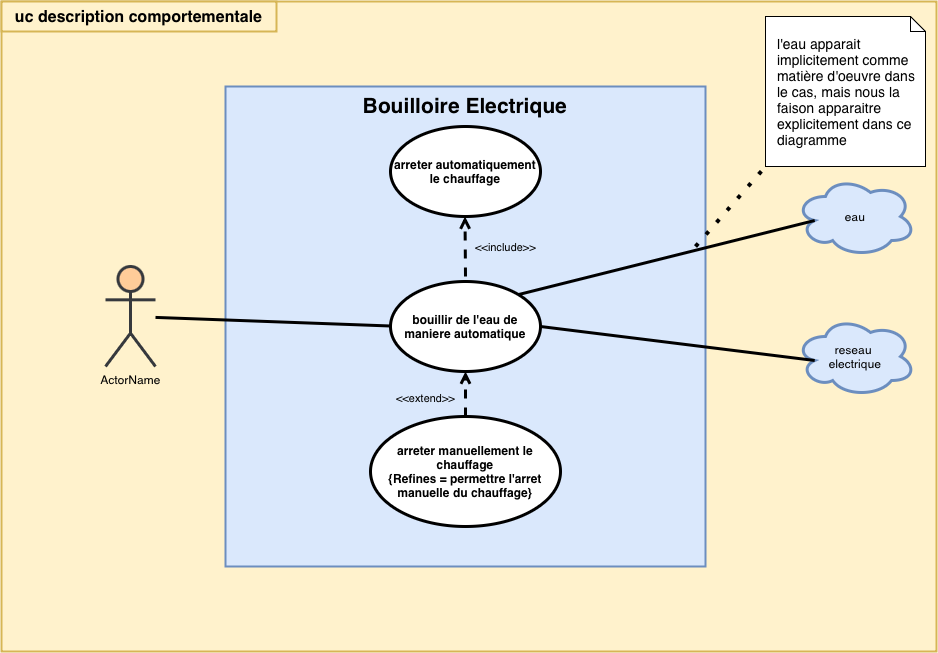 uc description comportementale
l'eau apparait
implicitement comme
matière d'oeuvre dans
le cas, mais nous la
faison apparaitre
explicitement dans ce
diagramme
Bouilloire Electrique
arreter automatiquement
le chauffage
eau
<<include>>
bouillir de l'eau de
maniere automatique
reseau
electrique
ActorName
<<extend>>
arreter manuellement le
chauffage
{Refines = permettre l'arret
manuelle du chauffage}